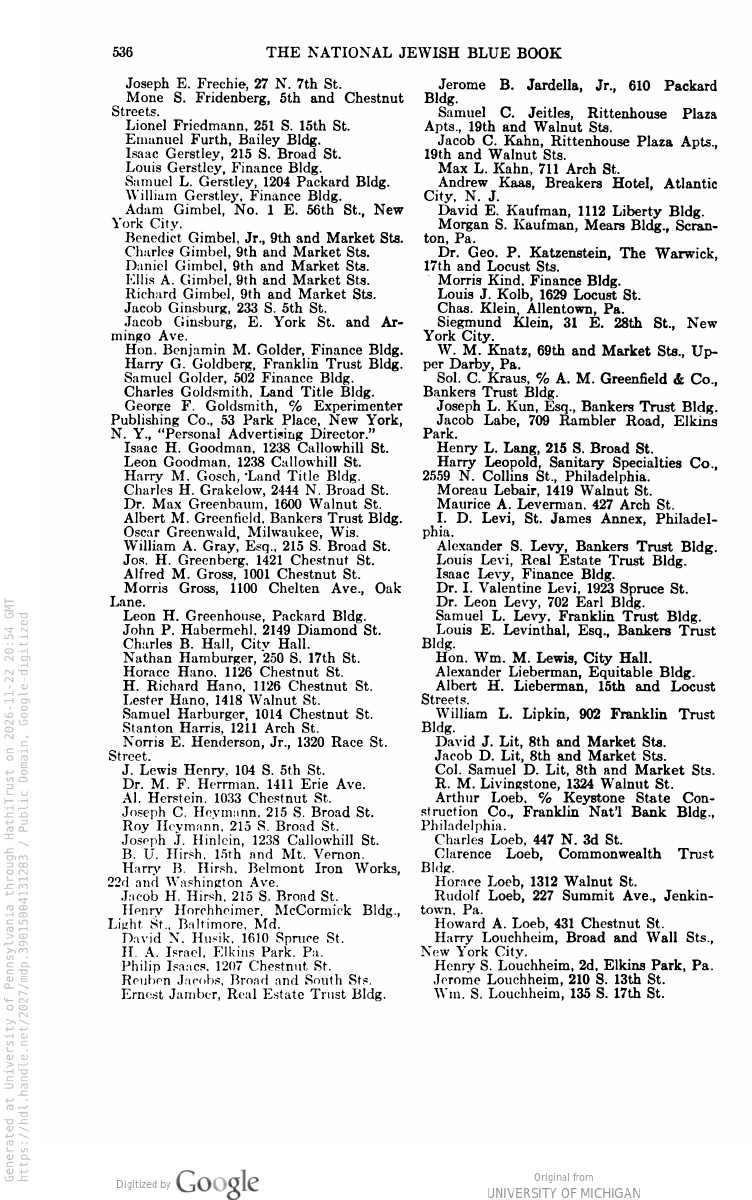 536
THE NATIONAL JEWISH BLUE BOOK
Joseph E. Frechie, 27 N. 7th St.
Mone S. Fridenberg, 5th and Chestnut
Streets.
Lionel Friedmann, 251 S. 15th St.
Emanuel Furth, Bailey Bldg.
Isaac Gerstley, 215 S. Broad St.
Louis Gerstley, Finance Bldg.
Samuel L. Gerstley, 1204 Packard Bldg.
William Gerstley, Finance Bldg.
Adam Gimbel, No. 1 E. 56th St., New
York City.
Benedict Gimbel, Jr., 9th and Market Sts.
Charles Gimbel, 9th and Market Sts.
Daniel Gimbel, 9th and Market Sts.
Ellis A. Gimbel, 9th and Market Sts.
Richard Gimbel, 9th and Market Sts.
Jacob Ginsburg, 233 S. 5th St.
Jacob Ginsburg, E. York St. and Ar-
mingo Ave.
Hon. Benjamin M. Golder, Finance Bldg.
Harry G. Goldberg, Franklin Trust Bldg.
Samuel Golder, 502 Finance Bldg.
Charles Goldsmith, Land Title Bldg.
George F. Goldsmith, % Experimenter
Publishing Co., 53 Park Place, New York,
N. Y., "Personal Advertising Director."
Isaac H. Goodman, 1238 Callowhill St.
Leon Goodman, 1238 Callowhill St.
Harry M. Gosch, Land Title Bldg.
Charles H. Grakelow, 2444 N. Broad St.
Dr. Max Greenbaum, 1600 Walnut St.
Albert M. Greenfield, Bankers Trust Bldg.
Oscar Greenwald, Milwaukee, Wis.
William A. Gray, Esq., 215 S. Broad St.
Jos. H. Greenberg, 1421 Chestnut St.
Alfred M. Gross, 1001 Chestnut St.
Morris Gross, 1100 Chelten Ave., Oak
Lane.
Leon H. Greenhouse, Packard Bldg.
John P. Habermehl, 2149 Diamond St.
Charles B. Hall, City Hall.
Nathan Hamburger, 250 S. 17th St.
Horace Hano, 1126 Chestnut St.
H. Richard Hano, 1126 Chestnut St.
Lester Hano, 1418 Walnut St.
Samuel Harburger, 1014 Chestnut St.
Stanton Harris, 1211 Arch St.
Norris E. Henderson, Jr., 1320 Race St.
Street.
J. Lewis Henry, 104 S. 5th St.
Dr. M. F. Herrman, 1411 Erie Ave.
Al. Herstein, 1033 Chestnut St.
Joseph C. Heymann, 215 S. Broad St.
Roy Heymann, 215 S. Broad St.
Joseph J. Hinlein, 1238 Callowhill St.
B. U. Hirsh, 15th and Mt. Vernon.
Harry B. Hirsh, Belmont Iron Works,
22d and Washington Ave.
Jacob H. Hirsh, 215 S. Broad St.
Henry Horchheimer, McCormick Bldg.,
Light St., Baltimore, Md.
David N. Husik, 1610 Spruce St.
H. A. Israel, Elkins Park, Pa.
Philip Isaacs, 1207 Chestnut St.
Reuben Jacobs, Broad and South Sts.
Ernest Jamber, Real Estate Trust Bldg.
Jerome B. Jardella, Jr., 610 Packard
Bldg.
Samuel C. Jeitles, Rittenhouse Plaza
Apts., 19th and Walnut Sts.
Jacob C. Kahn, Rittenhouse Plaza Apts.,
19th and Walnut Sts.
Max L. Kahn, 711 Arch St.
Andrew Kaas, Breakers Hotel, Atlantic
City, N. J.
David E. Kaufman, 1112 Liberty Bldg.
Morgan S. Kaufman, Mears Bldg., Scran-
ton, Pa.
Dr. Geo. P. Katzenstein, The Warwick,
17th and Locust Sts.
Morris Kind, Finance Bldg.
Louis J. Kolb, 1629 Locust St.
Chas. Klein, Allentown, Pa.
Siegmund Klein, 31 E. 28th St., New
York City.
W. M. Knatz, 69th and Market Sts., Up-
per Darby, Pa.
Sol. C. Kraus, % A. M. Greenfield & Co.,
Bankers Trust Bldg.
Joseph L. Kun, Esq., Bankers Trust Bldg.
Jacob Labe, 709 Rambler Road, Elkins
Park.
Henry L. Lang, 215 S. Broad St.
Harry Leopold, Sanitary Specialties Co.,
2559 N. Collins St., Philadelphia.
Moreau Lebair, 1419 Walnut St.
Maurice A. Leverman, 427 Arch St.
I. D. Levi, St. James Annex, Philadel-
phia.
Alexander S. Levy, Bankers Trust Bldg.
Louis Levi, Real Estate Trust Bldg.
Isaac Levy, Finance Bldg.
Dr. I. Valentine Levi, 1923 Spruce St.
Dr. Leon Levy, 702 Earl Bldg.
Samuel L. Levy, Franklin Trust Bldg.
Louis E. Levinthal, Esq., Bankers Trust
Bldg.
Hon. Wm. M. Lewis, City Hall.
Alexander Lieberman, Equitable Bldg.
Albert H. Lieberman, 15th and Locust
Streets.
William L. Lipkin, 902 Franklin Trust
Bldg.
David J. Lit, 8th and Market Sts.
Jacob D. Lit, 8th and Market Sts.
Col. Samuel D. Lit, 8th and Market Sts.
R. M. Livingstone, 1324 Walnut St.
Arthur Loeb, % Keystone State Con-
struction Co., Franklin Nat'l Bank Bldg.,
Philadelphia.
Charles Loeb, 447 N. 3d St.
Clarence Loeb, Commonwealth Trust
Bldg.
Horace Loeb, 1312 Walnut St.
Rudolf Loeb, 227 Summit Ave., Jenkin-
town, Pa.
Howard A. Loeb, 431 Chestnut St.
Harry Louchheim, Broad and Wall Sts.,
New York City.
Henry S. Louchheim, 2d, Elkins Park, Pa.
Jerome Louchheim, 210 S. 13th St.
Wm. S. Louchheim, 135 S. 17th St.
Generated at University of Pennsylvania through HathiTrust on 2026-11-22 20:54 GMT
https://hdl.handle.net/2027/mdp.39015004131283 / Public Domain, Google-digitized
Digitized by Google
Original from
UNIVERSITY OF MICHIGAN